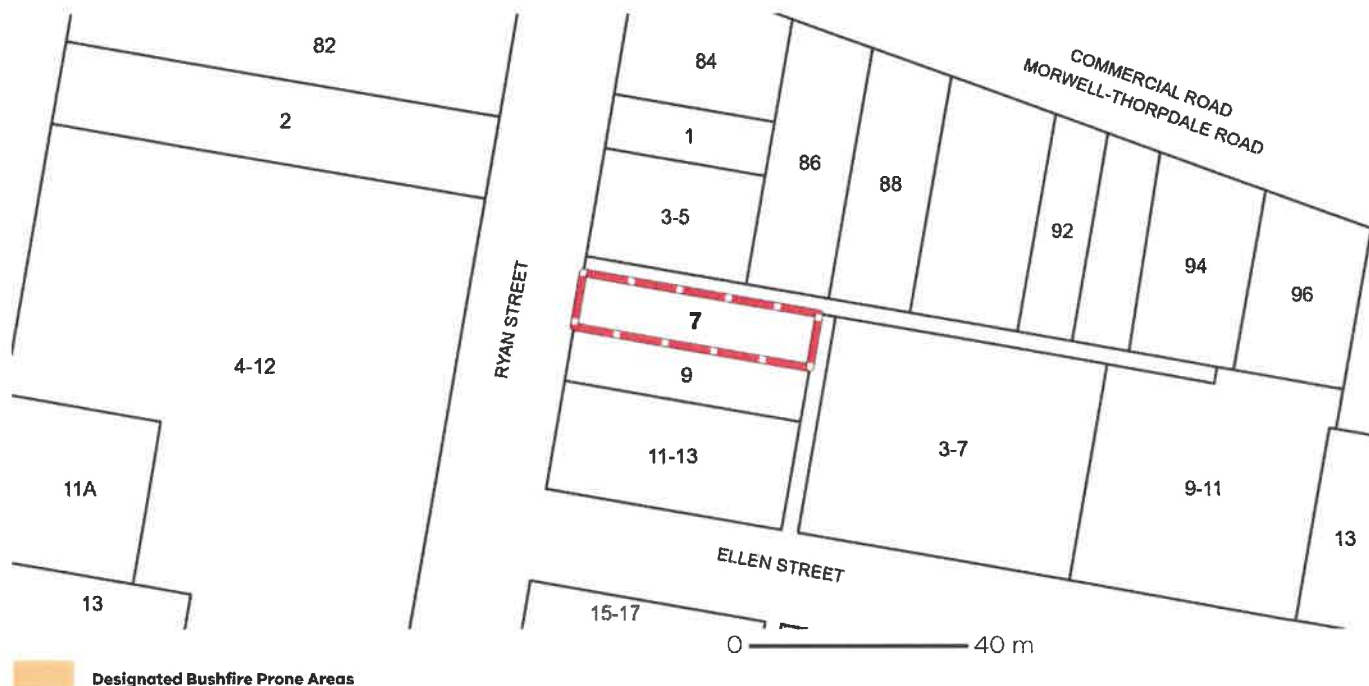 82
2
84
1
3-5
86
88
COMMERCIAL ROAD
MORWELL-THORPDALE ROAD
92
94
96
RYAN STREET
7
9
11-13
4-12
11A
13
3-7
9-11
13
ELLEN STREET
15-17
0 40 m
Designated Bushfire Prone Areas